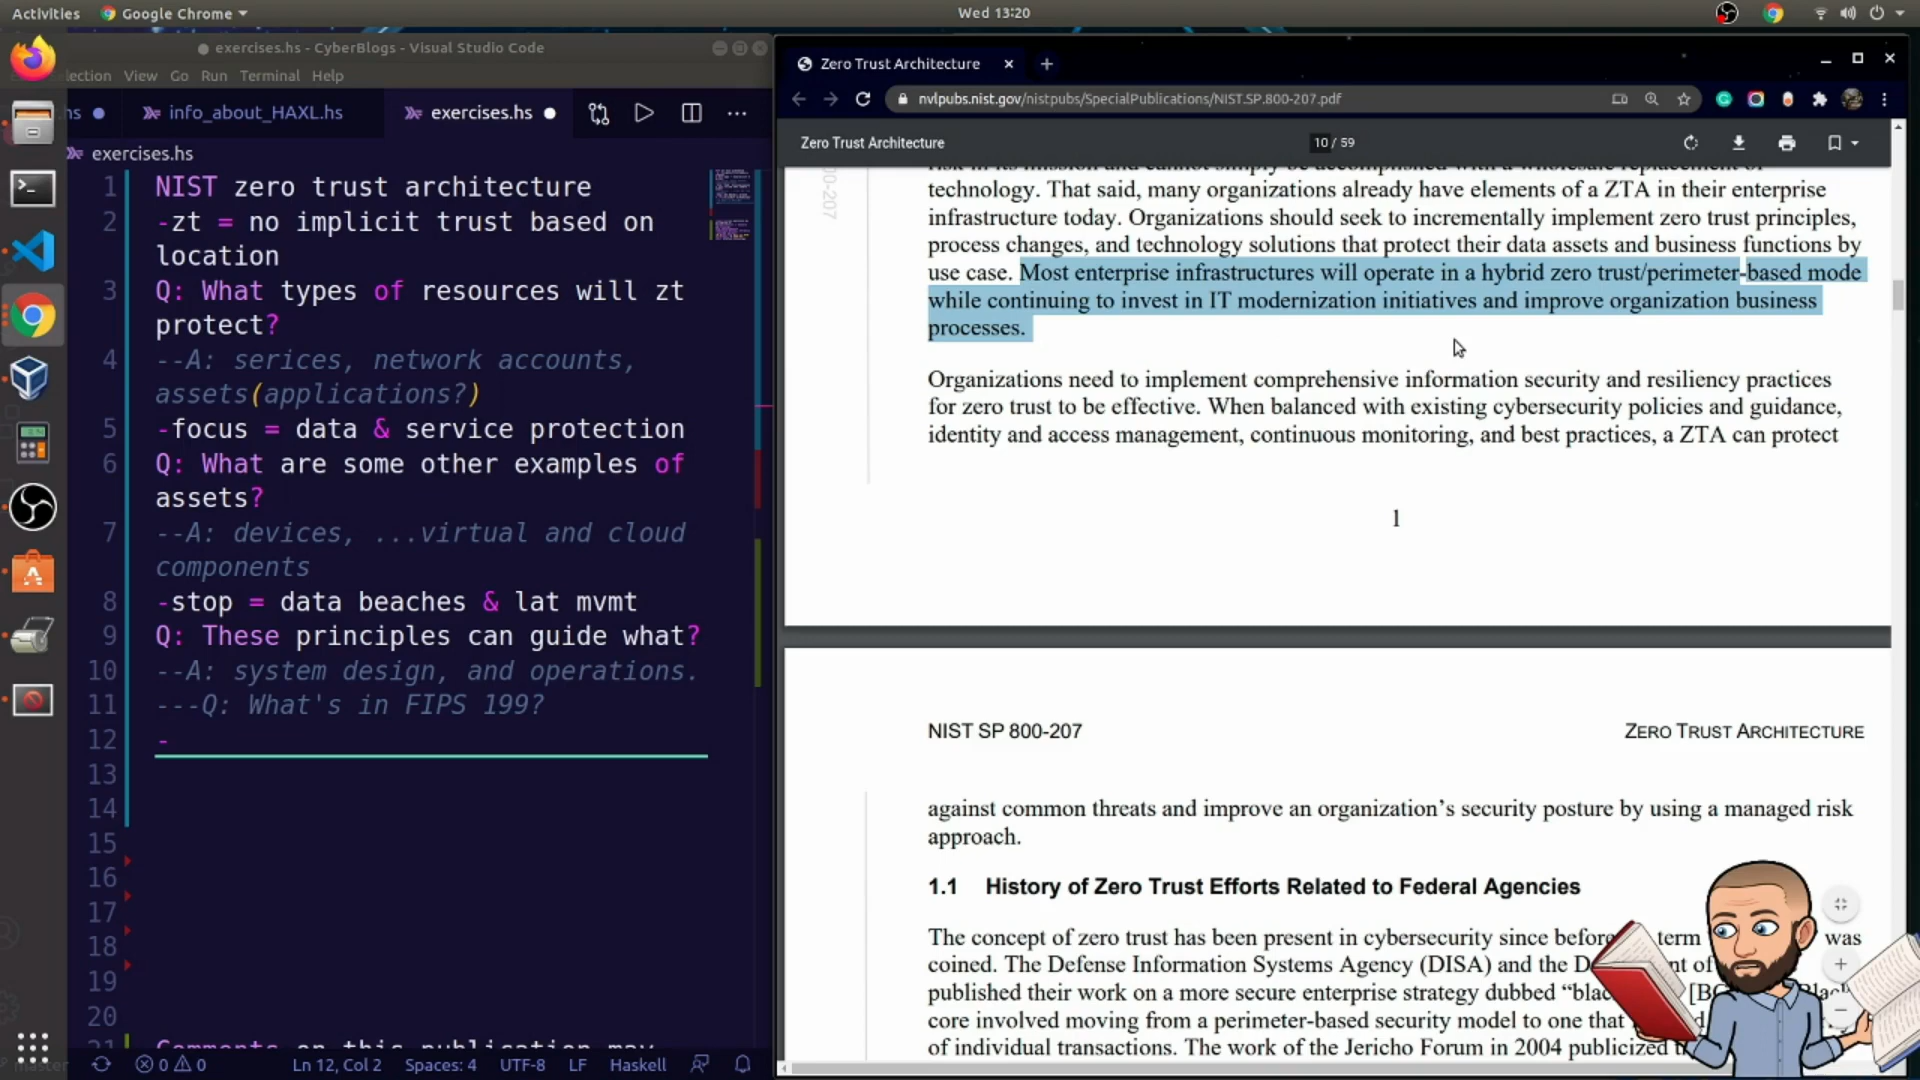 Activities
Google Chrome
Wed 13:20
exercises.hs - CyberBlogs - Visual Studio Code
lection View Go Run Terminal Help
.hs
info_about_HAXL.hs
exercises.hs
exercises.hs
1 NIST zero trust architecture
2 -zt = no implicit trust based on
location
3 Q: What types of resources will zt
protect?
4 --A: serices, network accounts,
assets(applications?)
5 -focus = data & service protection
6 Q: What are some other examples of
assets?
7 --A: devices, ...virtual and cloud
components
8 -stop = data beaches & lat mvmt
9 Q: These principles can guide what?
10 --A: system design, and operations.
11 ---Q: What's in FIPS 199?
12 -
13
14
15
16
17
18
19
20
0 0
Ln 12, Col 2 Spaces: 4 UTF-8 LF Haskell
Zero Trust Architecture
nvlpubs.nist.gov/nistpubs/SpecialPublications/NIST.SP.800-207.pdf
Zero Trust Architecture
10 / 59
00-207
technology. That said, many organizations already have elements of a ZTA in their enterprise
infrastructure today. Organizations should seek to incrementally implement zero trust principles,
process changes, and technology solutions that protect their data assets and business functions by
use case. Most enterprise infrastructures will operate in a hybrid zero trust/perimeter-based mode
while continuing to invest in IT modernization initiatives and improve organization business
processes.
Organizations need to implement comprehensive information security and resiliency practices
for zero trust to be effective. When balanced with existing cybersecurity policies and guidance,
identity and access management, continuous monitoring, and best practices, a ZTA can protect
1
NIST SP 800-207
ZERO TRUST ARCHITECTURE
against common threats and improve an organization's security posture by using a managed risk
approach.
1.1 History of Zero Trust Efforts Related to Federal Agencies
The concept of zero trust has been present in cybersecurity since before term was
coined. The Defense Information Systems Agency (DISA) and the nt of
published their work on a more secure enterprise strategy dubbed
core involved moving from a perimeter-based security model to one that
of individual transactions. The work of the Jericho Forum in 2004 publicized